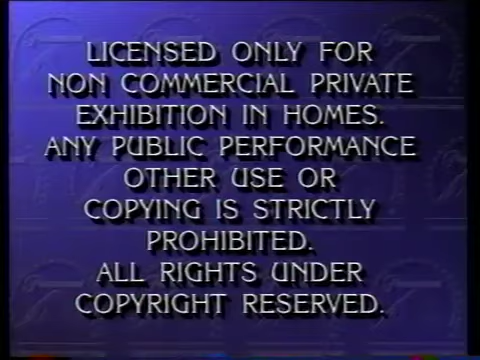 LICENSED ONLY FOR
NON COMMERCIAL PRIVATE
EXHIBITION IN HOMES.
ANY PUBLIC PERFORMANCE
OTHER USE OR
COPYING IS STRICTLY
PROHIBITED.
ALL RIGHTS UNDER
COPYRIGHT RESERVED.